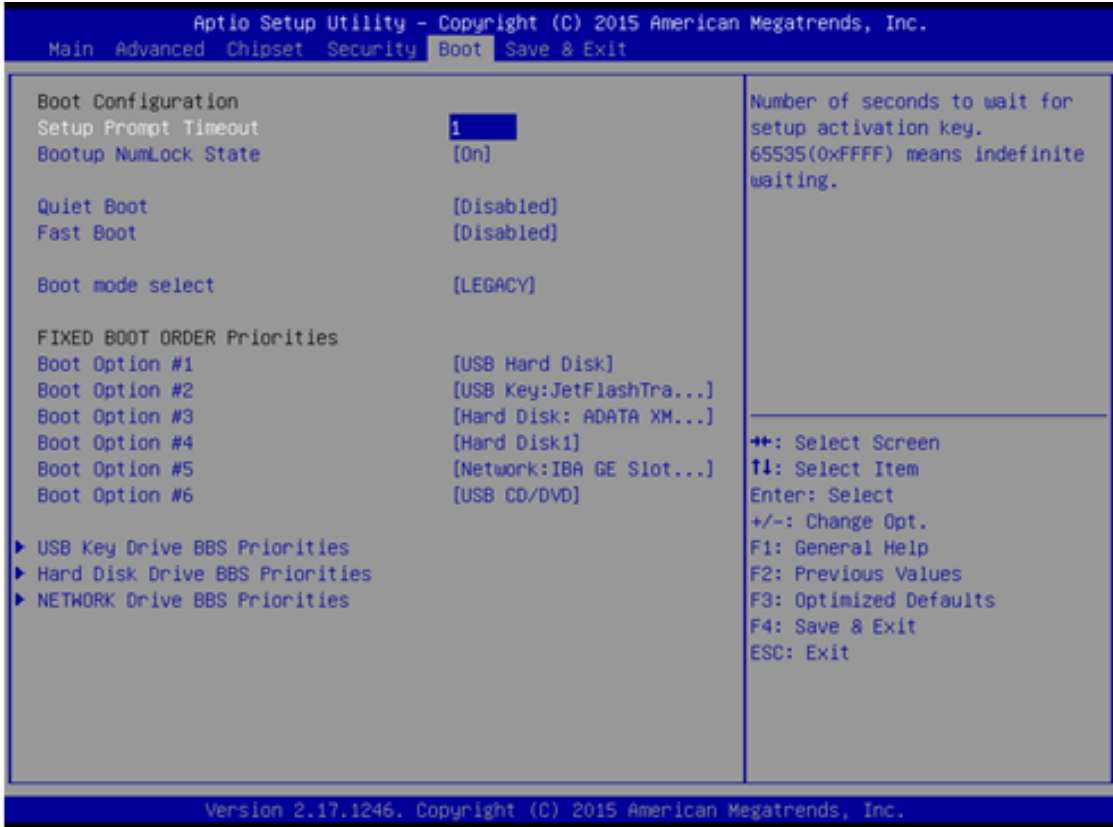 Aptio Setup Utility – Copyright (C) 2015 American Megatrends, Inc.
Main Advanced Chipset Security Boot Save & Exit
Boot Configuration
Setup Prompt Timeout 1
Bootup NumLock State [On]
Quiet Boot [Disabled]
Fast Boot [Disabled]
Boot mode select [LEGACY]
FIXED BOOT ORDER Priorities
Boot Option #1 [USB Hard Disk]
Boot Option #2 [USB Key:JetFlashTra...]
Boot Option #3 [Hard Disk: ADATA XM...]
Boot Option #4 [Hard Disk1]
Boot Option #5 [Network:IBA GE Slot...]
Boot Option #6 [USB CD/DVD]
▶ USB Key Drive BBS Priorities
▶ Hard Disk Drive BBS Priorities
▶ NETWORK Drive BBS Priorities
Number of seconds to wait for
setup activation key.
65535(0xFFFF) means indefinite
waiting.
→←: Select Screen
↑↓: Select Item
Enter: Select
+/-: Change Opt.
F1: General Help
F2: Previous Values
F3: Optimized Defaults
F4: Save & Exit
ESC: Exit
Version 2.17.1246. Copyright (C) 2015 American Megatrends, Inc.